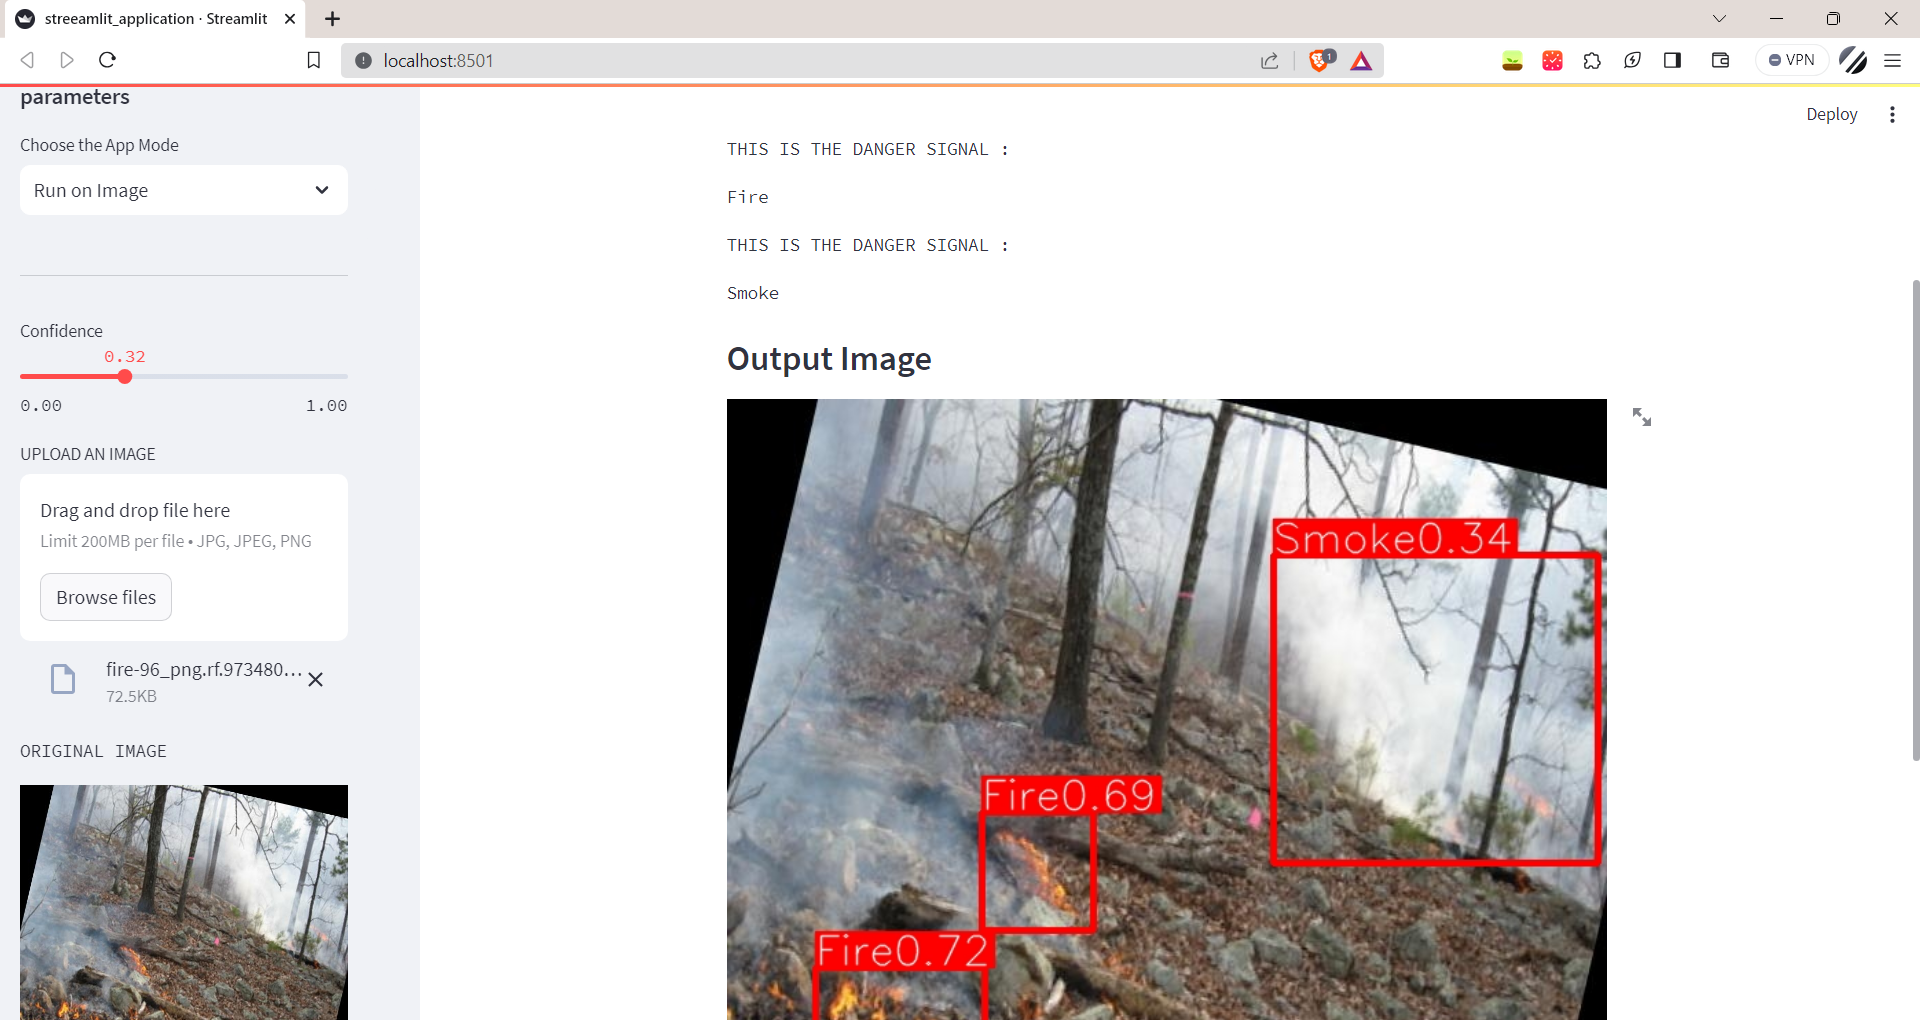 streeamlit_application · Streamlit
localhost:8501
1
VPN
parameters
Choose the App Mode
Run on Image
Confidence
0.32
0.00 1.00
UPLOAD AN IMAGE
Drag and drop file here
Limit 200MB per file • JPG, JPEG, PNG
Browse files
fire-96_png.rf.973480...
72.5KB
ORIGINAL IMAGE
Deploy
THIS IS THE DANGER SIGNAL :
Fire
THIS IS THE DANGER SIGNAL :
Smoke
Output Image
Smoke0.34
Fire0.69
Fire0.72